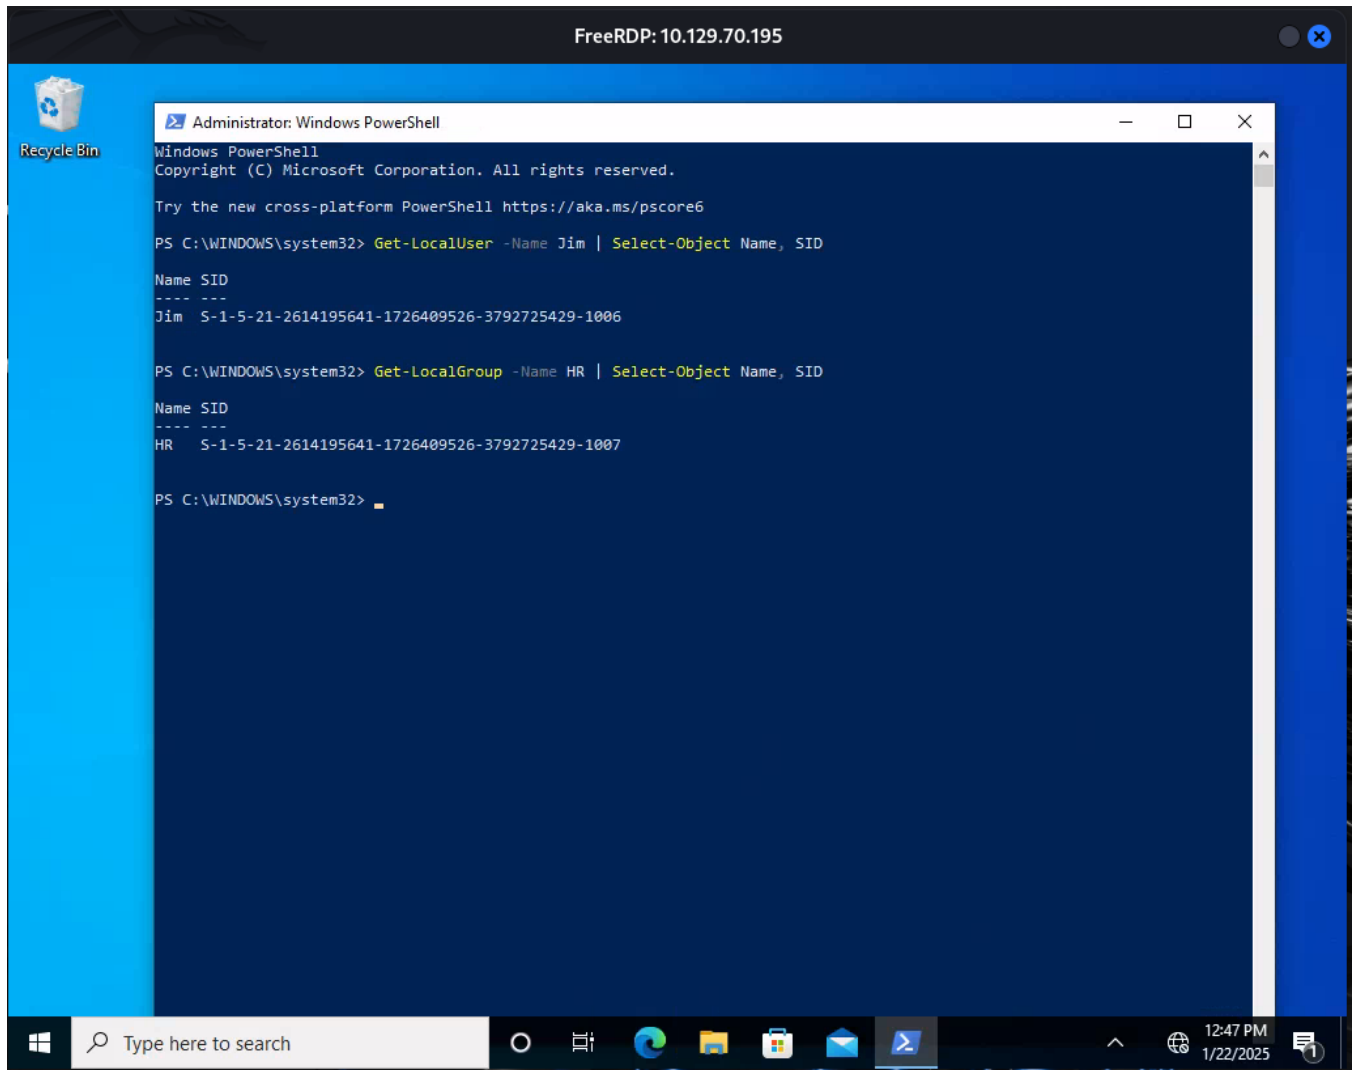 FreeRDP: 10.129.70.195
Recycle Bin
Administrator: Windows PowerShell
Windows PowerShell
Copyright (C) Microsoft Corporation. All rights reserved.
Try the new cross-platform PowerShell https://aka.ms/pscore6
PS C:\WINDOWS\system32> Get-LocalUser -Name Jim | Select-Object Name, SID
Name SID
---- ---
Jim  S-1-5-21-2614195641-1726409526-3792725429-1006
PS C:\WINDOWS\system32> Get-LocalGroup -Name HR | Select-Object Name, SID
Name SID
---- ---
HR   S-1-5-21-2614195641-1726409526-3792725429-1007
PS C:\WINDOWS\system32>
Type here to search
12:47 PM
1/22/2025
1